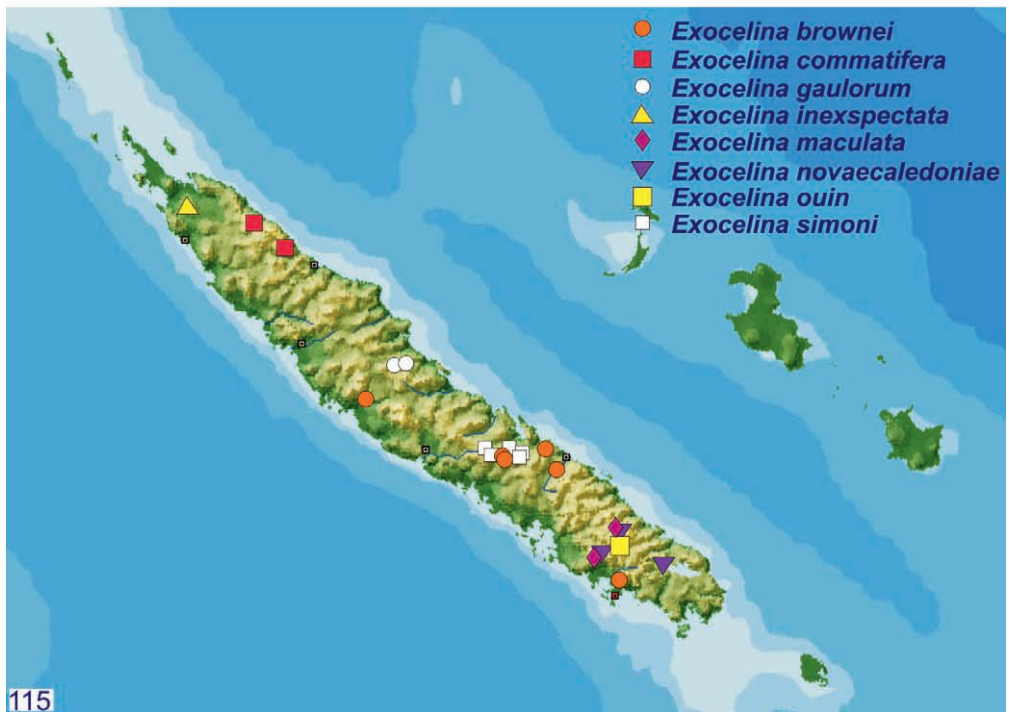 Exocelina brownei
Exocelina commatifera
Exocelina gaulorum
Exocelina inexspectata
Exocelina maculata
Exocelina novaecaledoniae
Exocelina ouin
Exocelina simoni
115